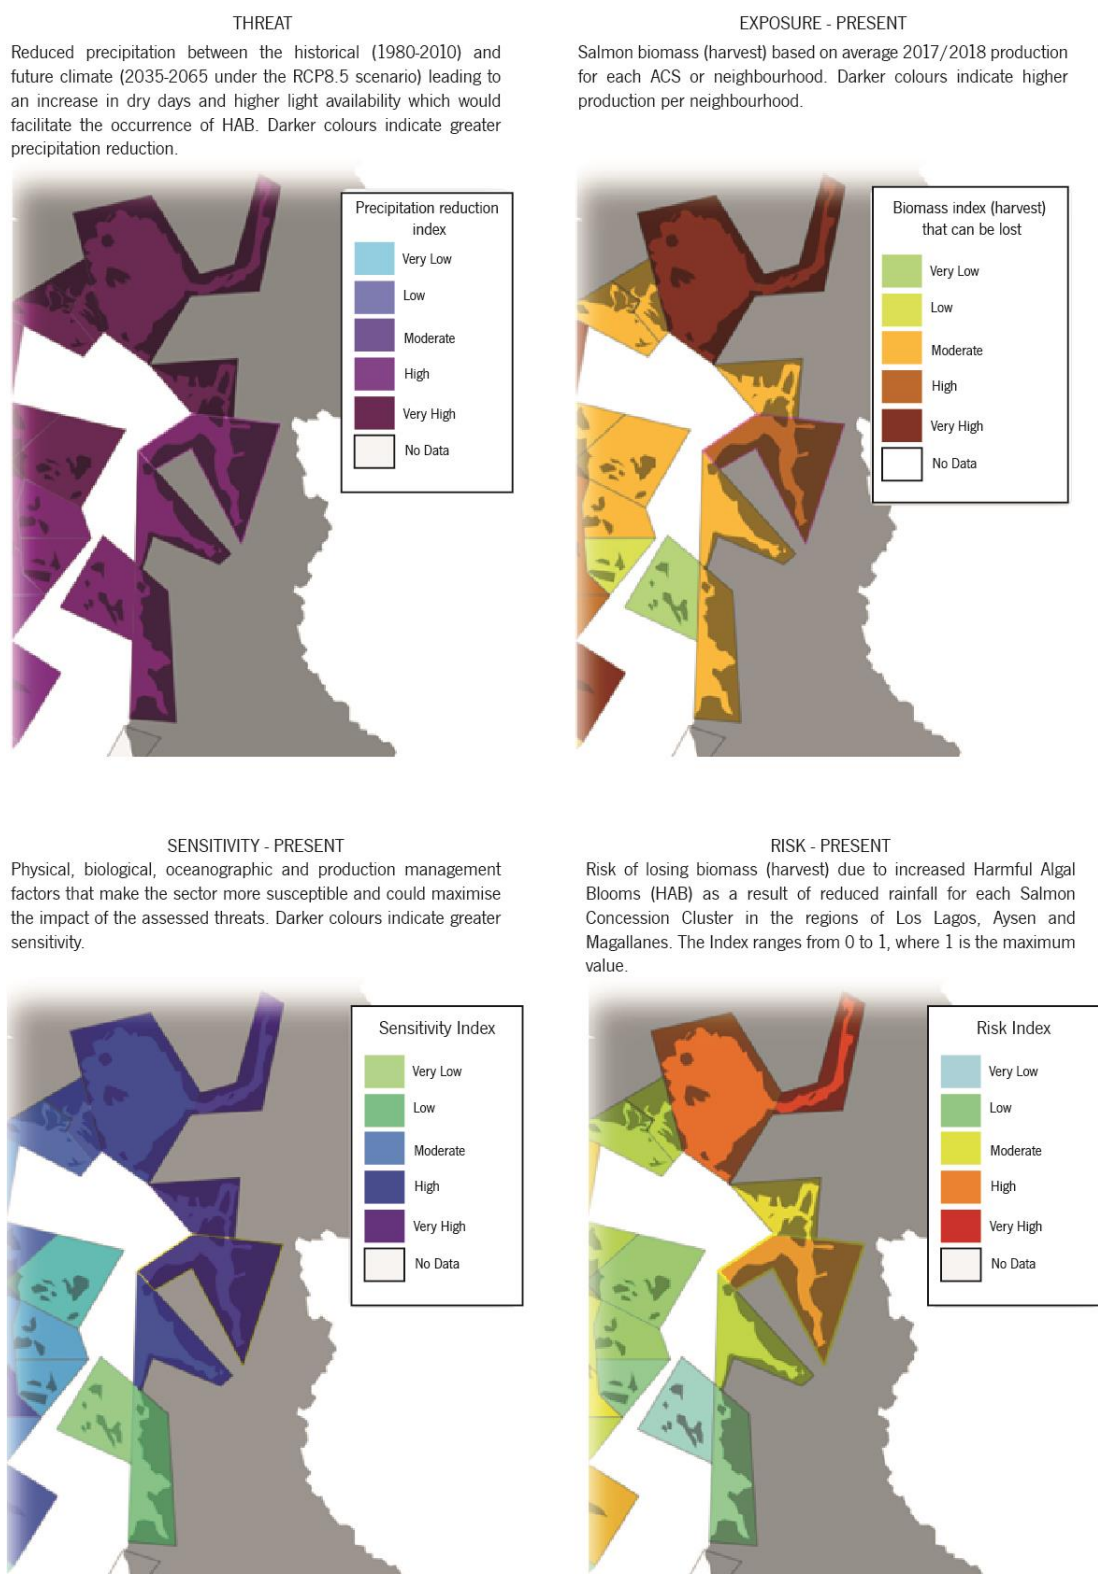 THREAT
Reduced precipitation between the historical (1980-2010) and
future climate (2035-2065 under the RCP8.5 scenario) leading to
an increase in dry days and higher light availability which would
facilitate the occurrence of HAB. Darker colours indicate greater
precipitation reduction.
Precipitation reduction
index
Very Low
Low
Moderate
High
Very High
No Data
EXPOSURE - PRESENT
Salmon biomass (harvest) based on average 2017/2018 production
for each ACS or neighbourhood. Darker colours indicate higher
production per neighbourhood.
Biomass index (harvest)
that can be lost
Very Low
Low
Moderate
High
Very High
No Data
SENSITIVITY - PRESENT
Physical, biological, oceanographic and production management
factors that make the sector more susceptible and could maximise
the impact of the assessed threats. Darker colours indicate greater
sensitivity.
Sensitivity Index
Very Low
Low
Moderate
High
Very High
No Data
RISK - PRESENT
Risk of losing biomass (harvest) due to increased Harmful Algal
Blooms (HAB) as a result of reduced rainfall for each Salmon
Concession Cluster in the regions of Los Lagos, Aysen and
Magallanes. The Index ranges from 0 to 1, where 1 is the maximum
value.
Risk Index
Very Low
Low
Moderate
High
Very High
No Data